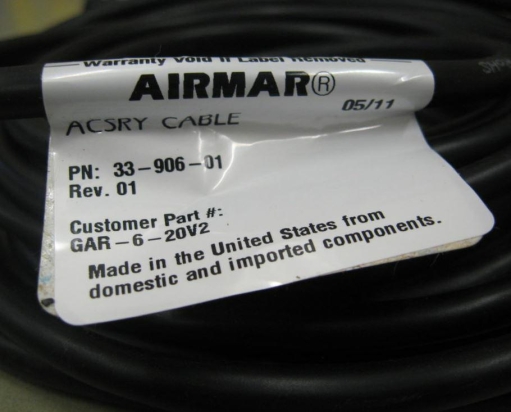 Warranty Void If Label Removed
AIRMAR®
05/11
ACSRY CABLE
PN: 33-906-01
Rev. 01
Customer Part #:
GAR-6-20V2
Made in the United States from
domestic and imported components.